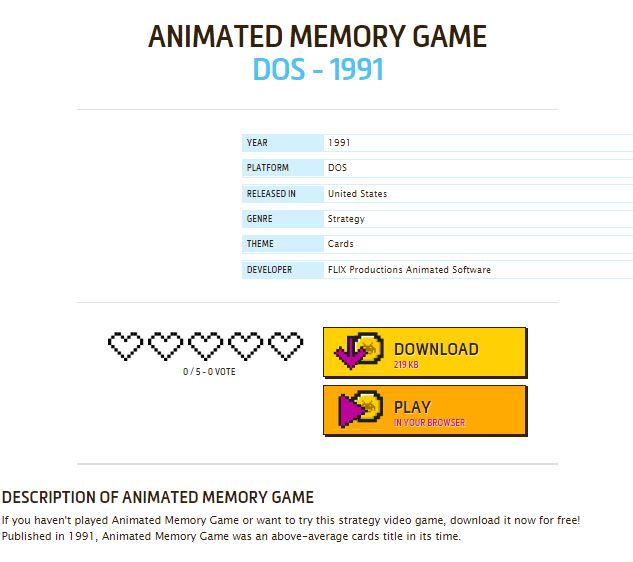 ANIMATED MEMORY GAME
DOS - 1991
YEAR 1991
PLATFORM DOS
RELEASED IN United States
GENRE Strategy
THEME Cards
DEVELOPER FLIX Productions Animated Software
DOWNLOAD
219 KB
0 / 5 - 0 VOTE
PLAY
IN YOUR BROWSER
DESCRIPTION OF ANIMATED MEMORY GAME
If you haven't played Animated Memory Game or want to try this strategy video game, download it now for free!
Published in 1991, Animated Memory Game was an above-average cards title in its time.